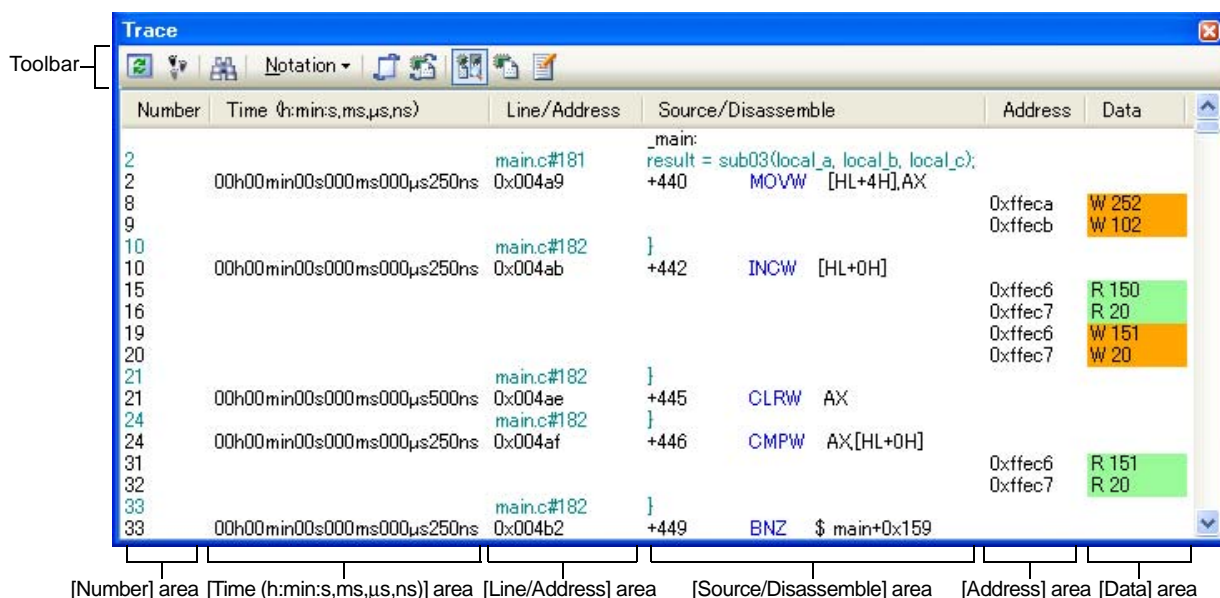 Trace
Toolbar
Notation
Number Time (h:min:s,ms,μs,ns) Line/Address Source/Disassemble Address Data
_main:
2 main.c#181 result = sub03(local_a, local_b, local_c);
2 00h00min00s000ms000μs250ns 0x004a9 +440 MOVW [HL+4H],AX
8 0xffeca W 252
9 0xffecb W 102
10 main.c#182 }
10 00h00min00s000ms000μs250ns 0x004ab +442 INCW [HL+0H]
15 0xffec6 R 150
16 0xffec7 R 20
19 0xffec6 W 151
20 0xffec7 W 20
21 main.c#182 }
21 00h00min00s000ms000μs500ns 0x004ae +445 CLRW AX
24 main.c#182 }
24 00h00min00s000ms000μs250ns 0x004af +446 CMPW AX,[HL+0H]
31 0xffec6 R 151
32 0xffec7 R 20
33 main.c#182 }
33 00h00min00s000ms000μs250ns 0x004b2 +449 BNZ $ main+0x159
[Number] area [Time (h:min:s,ms,μs,ns)] area [Line/Address] area [Source/Disassemble] area [Address] area [Data] area